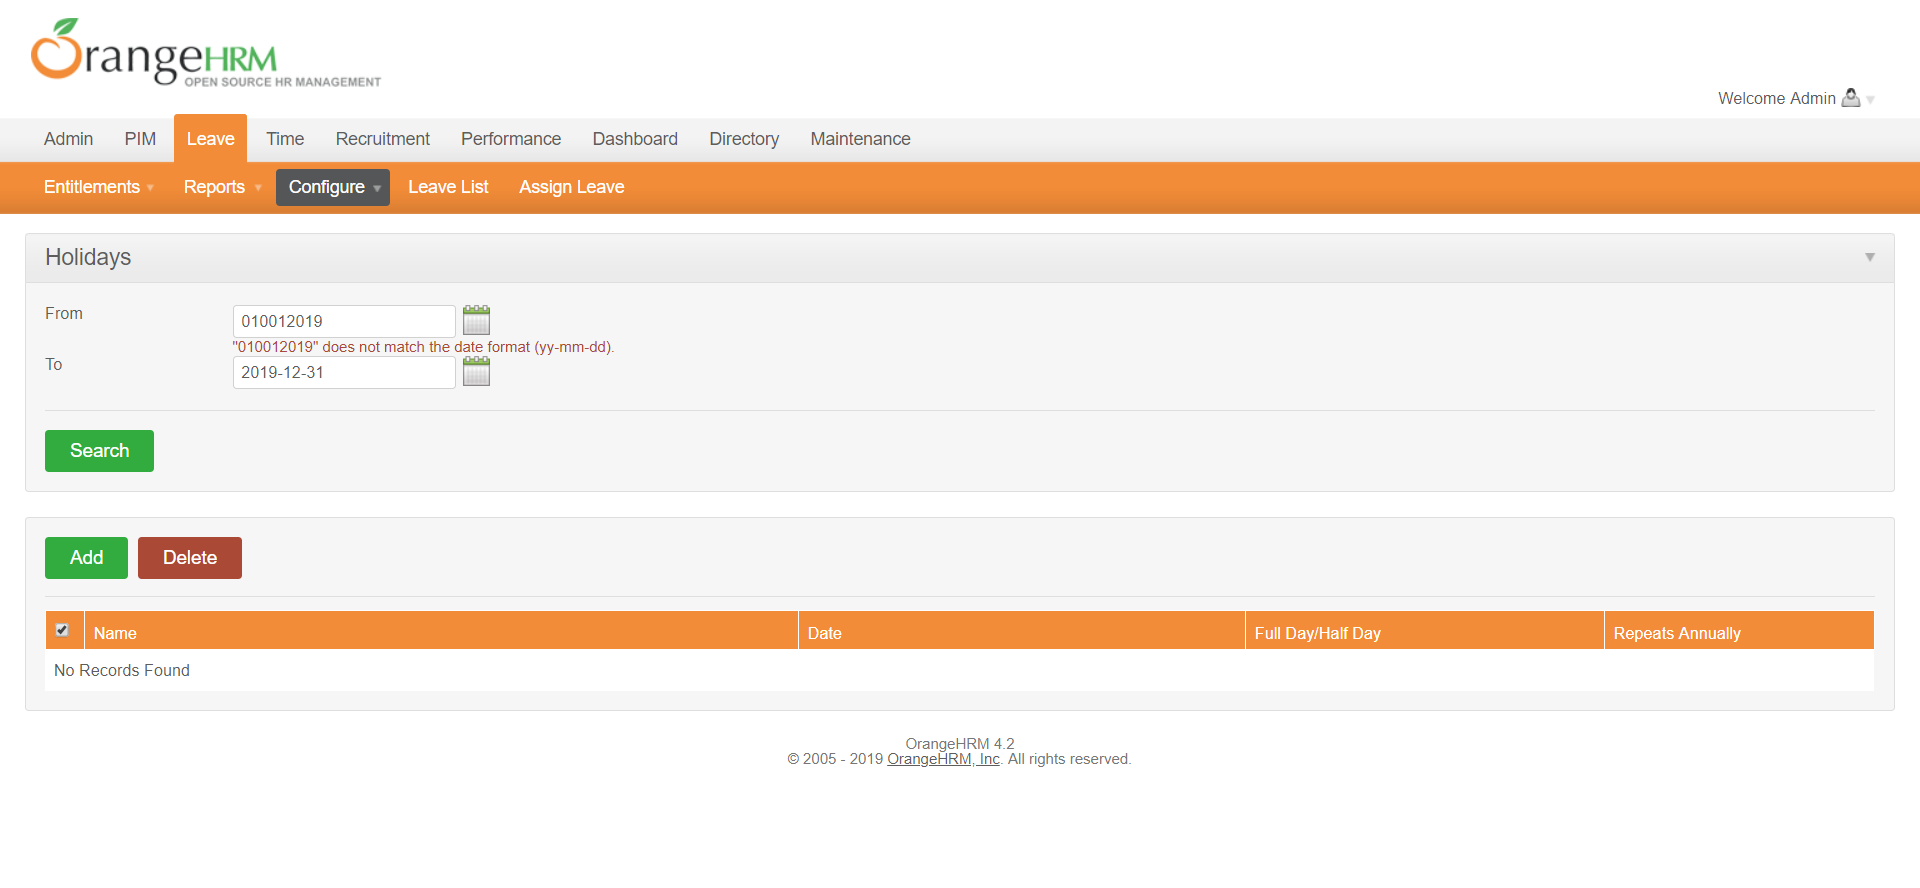 OrangeHRM
OPEN SOURCE HR MANAGEMENT
Welcome Admin
Admin PIM Leave Time Recruitment Performance Dashboard Directory Maintenance
Entitlements Reports Configure Leave List Assign Leave
Holidays
From
010012019
"010012019" does not match the date format (yy-mm-dd).
To
2019-12-31
Search
Add Delete
Name Date Full Day/Half Day Repeats Annually
No Records Found
OrangeHRM 4.2
© 2005 - 2019 OrangeHRM, Inc. All rights reserved.